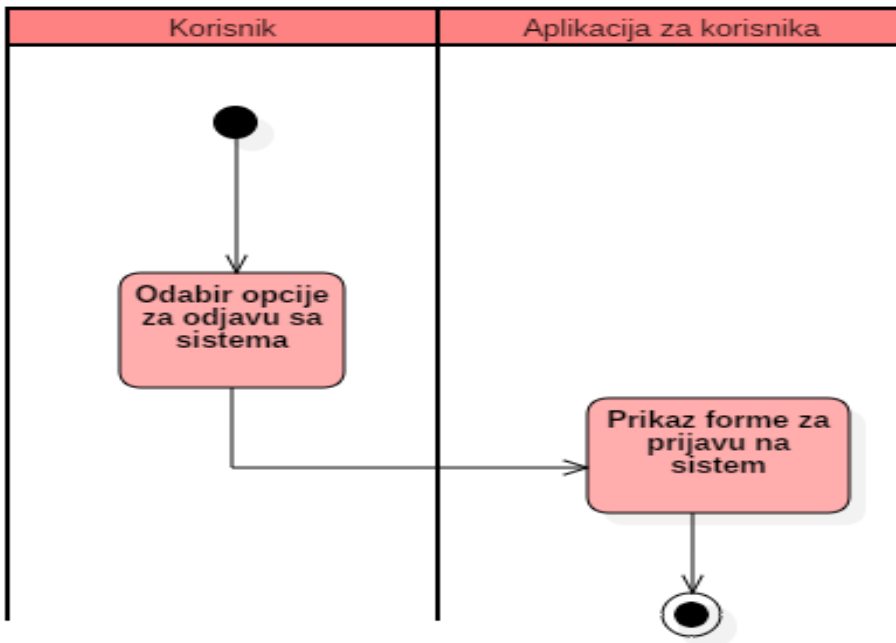 Korisnik
Aplikacija za korisnika
Odabir opcije
za odjavu sa
sistema
Prikaz forme za
prijavu na
sistem